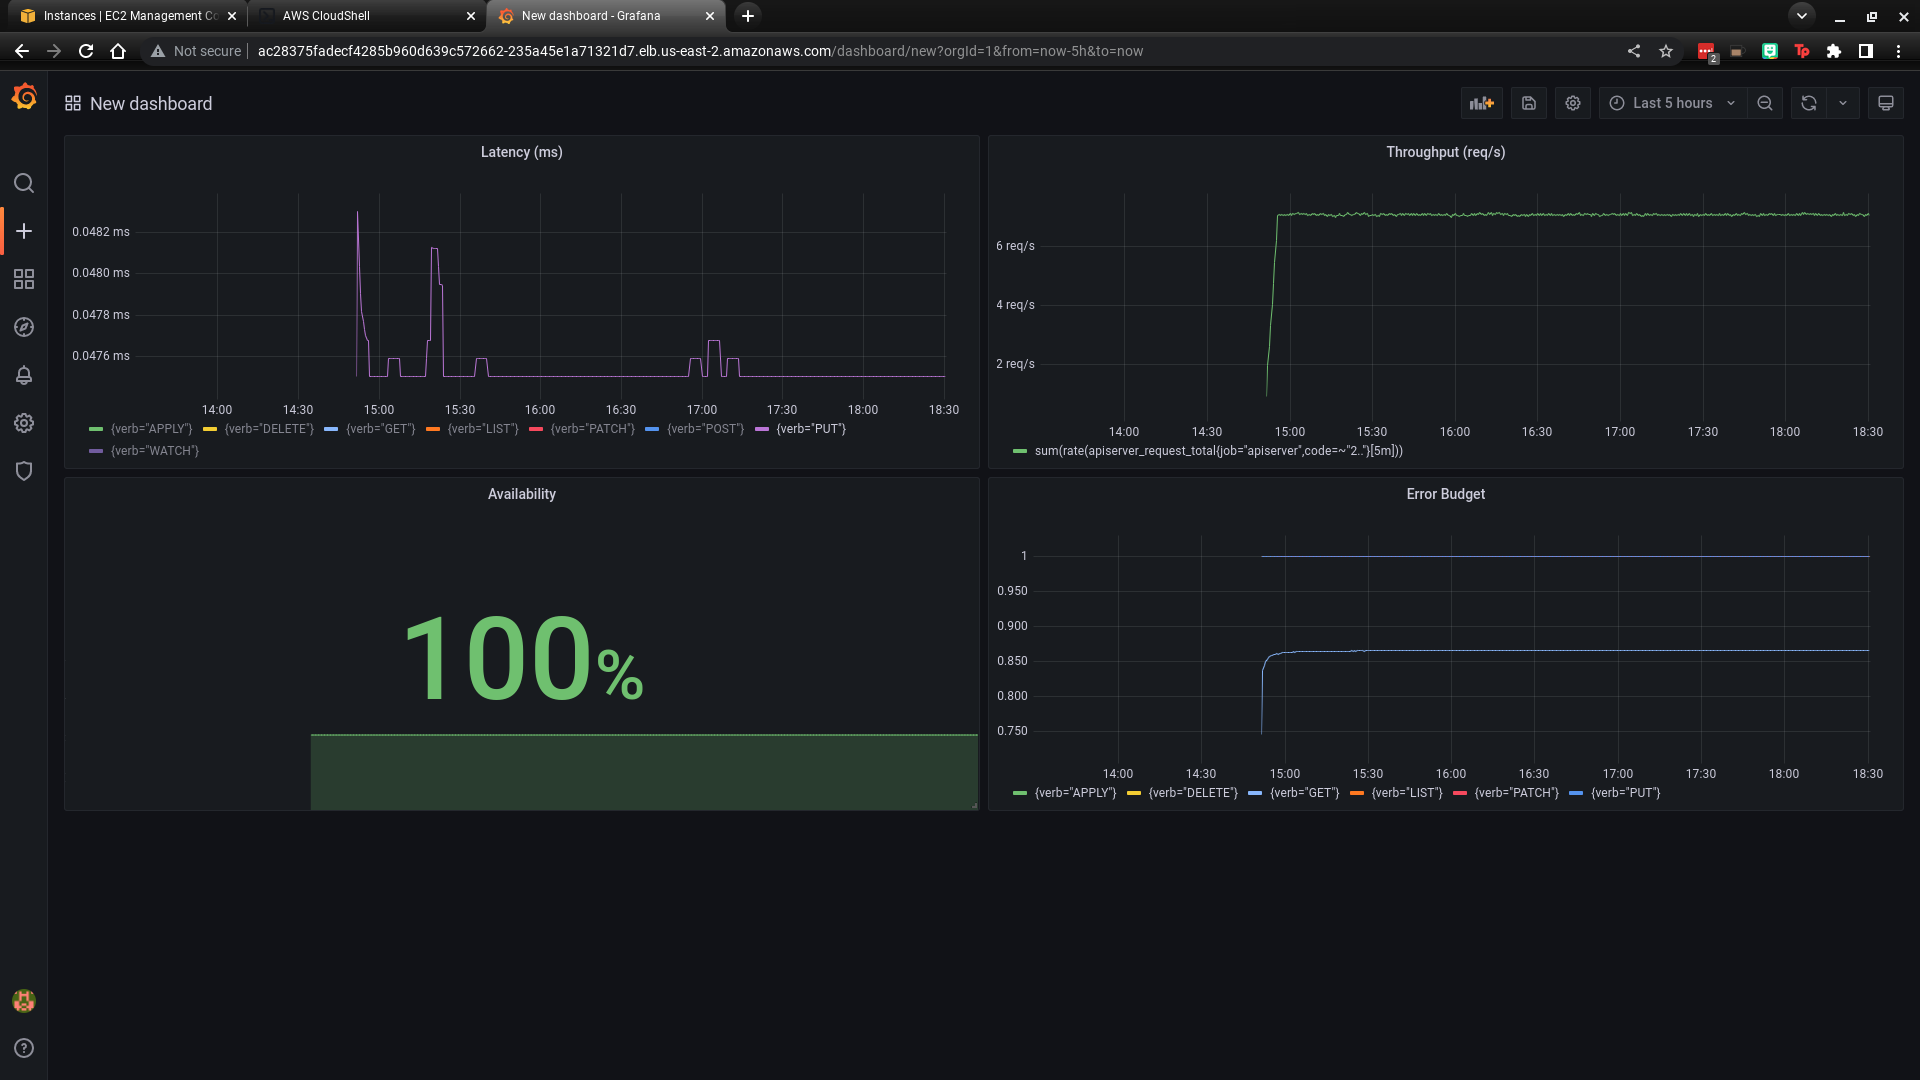 Instances | EC2 Management Co
AWS CloudShell
New dashboard - Grafana
Not secure
ac28375fadecf4285b960d639c572662-235a45e1a71321d7.elb.us-east-2.amazonaws.com/dashboard/new?orgId=1&from=now-5h&to=now
2
Tp
New dashboard
Last 5 hours
Latency (ms)
0.0482 ms
0.0480 ms
0.0478 ms
0.0476 ms
14:00 14:30 15:00 15:30 16:00 16:30 17:00 17:30 18:00 18:30
{verb="APPLY"} {verb="DELETE"} {verb="GET"} {verb="LIST"} {verb="PATCH"} {verb="POST"} {verb="PUT"}
{verb="WATCH"}
Throughput (req/s)
6 req/s
4 req/s
2 req/s
14:00 14:30 15:00 15:30 16:00 16:30 17:00 17:30 18:00 18:30
sum(rate(apiserver_request_total{job="apiserver",code=~"2.."}[5m]))
Availability
100%
Error Budget
1
0.950
0.900
0.850
0.800
0.750
14:00 14:30 15:00 15:30 16:00 16:30 17:00 17:30 18:00 18:30
{verb="APPLY"} {verb="DELETE"} {verb="GET"} {verb="LIST"} {verb="PATCH"} {verb="PUT"}